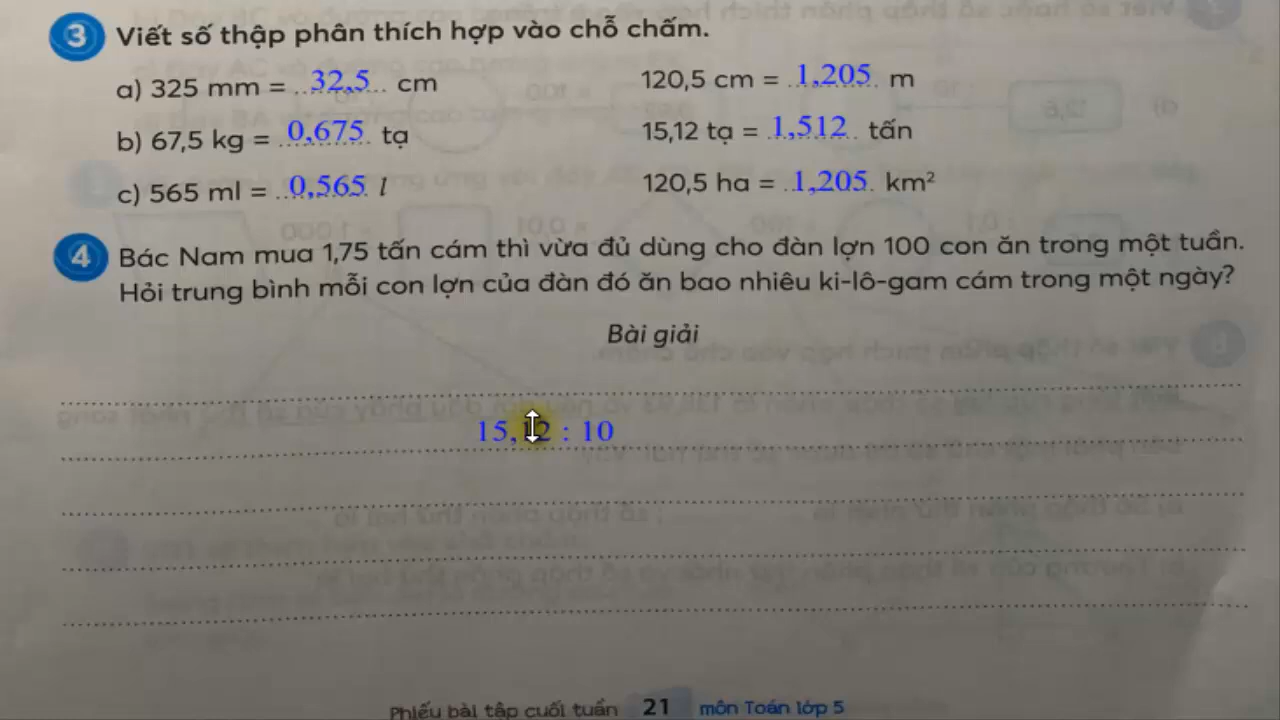 3 Viết số thập phân thích hợp vào chỗ chấm.
a) 325 mm = 32,5 cm 120,5 cm = 1,205 m
b) 67,5 kg = 0,675 tạ 15,12 tạ = 1,512 tấn
c) 565 ml = 0,565 l 120,5 ha = 1,205 km²
4 Bác Nam mua 1,75 tấn cám thì vừa đủ dùng cho đàn lợn 100 con ăn trong một tuần.
Hỏi trung bình mỗi con lợn của đàn đó ăn bao nhiêu ki-lô-gam cám trong một ngày?
Bài giải
15,12 : 10
Phiếu bài tập cuối tuần 21 môn Toán lớp 5